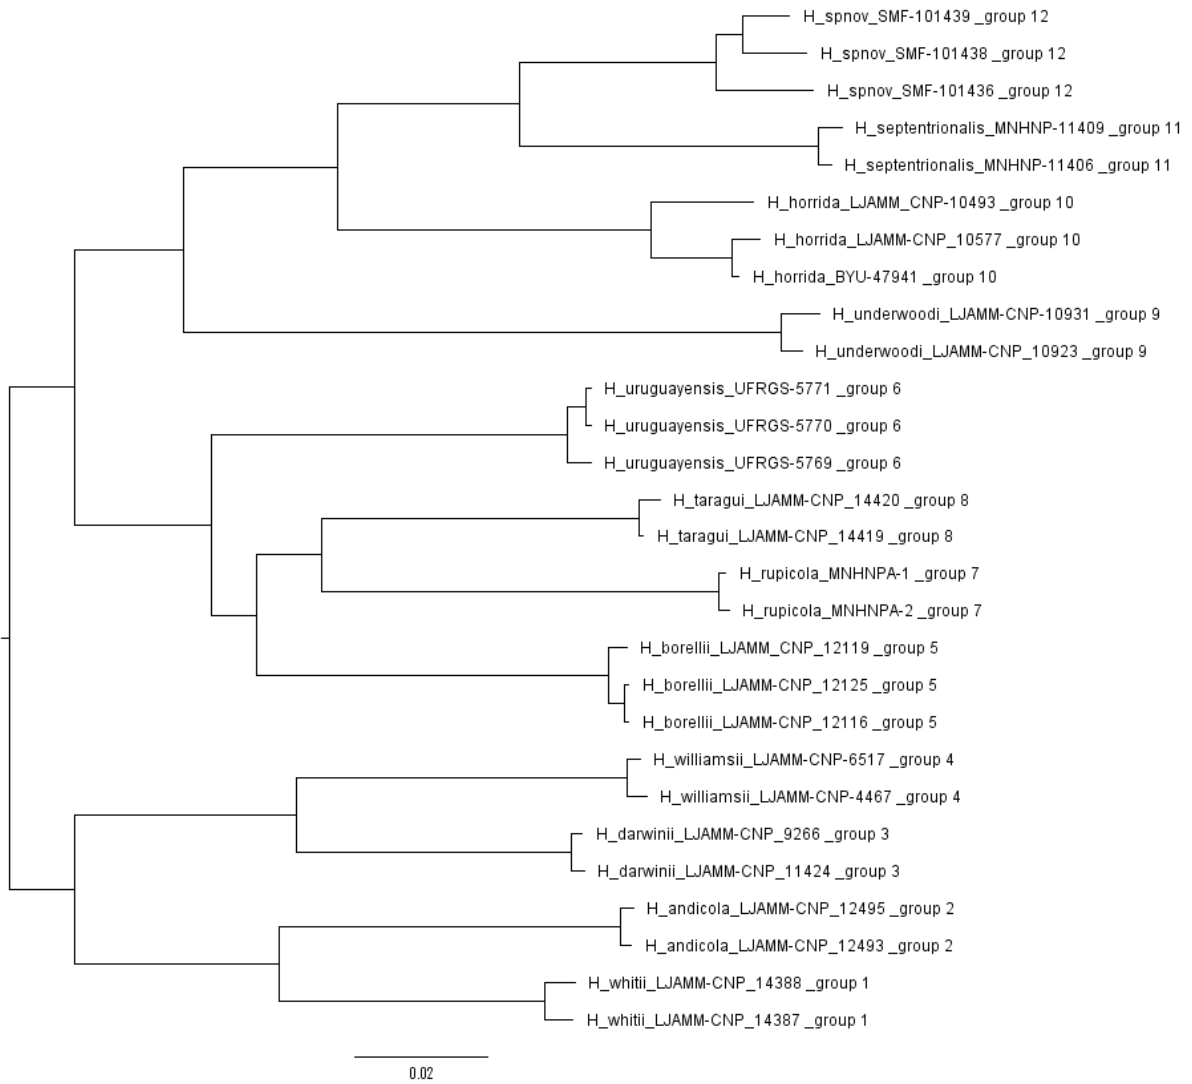 H_spnov_SMF-101439 _group 12
H_spnov_SMF-101438 _group 12
H_spnov_SMF-101436 _group 12
H_septentrionalis_MNHNP-11409 _group 11
H_septentrionalis_MNHNP-11406 _group 11
H_horrida_LJAMM_CNP-10493 _group 10
H_horrida_LJAMM-CNP_10577 _group 10
H_horrida_BYU-47941 _group 10
H_underwoodi_LJAMM-CNP-10931 _group 9
H_underwoodi_LJAMM-CNP_10923 _group 9
H_uruguayensis_UFRGS-5771 _group 6
H_uruguayensis_UFRGS-5770 _group 6
H_uruguayensis_UFRGS-5769 _group 6
H_taragui_LJAMM-CNP_14420 _group 8
H_taragui_LJAMM-CNP_14419 _group 8
H_rupicola_MNHNPA-1 _group 7
H_rupicola_MNHNPA-2 _group 7
H_borellii_LJAMM_CNP_12119 _group 5
H_borellii_LJAMM-CNP_12125 _group 5
H_borellii_LJAMM-CNP_12116 _group 5
H_williamsii_LJAMM-CNP-6517 _group 4
H_williamsii_LJAMM-CNP-4467 _group 4
H_darwinii_LJAMM-CNP_9266 _group 3
H_darwinii_LJAMM-CNP_11424 _group 3
H_andicola_LJAMM-CNP_12495 _group 2
H_andicola_LJAMM-CNP_12493 _group 2
H_whitii_LJAMM-CNP_14388 _group 1
H_whitii_LJAMM-CNP_14387 _group 1
0.02